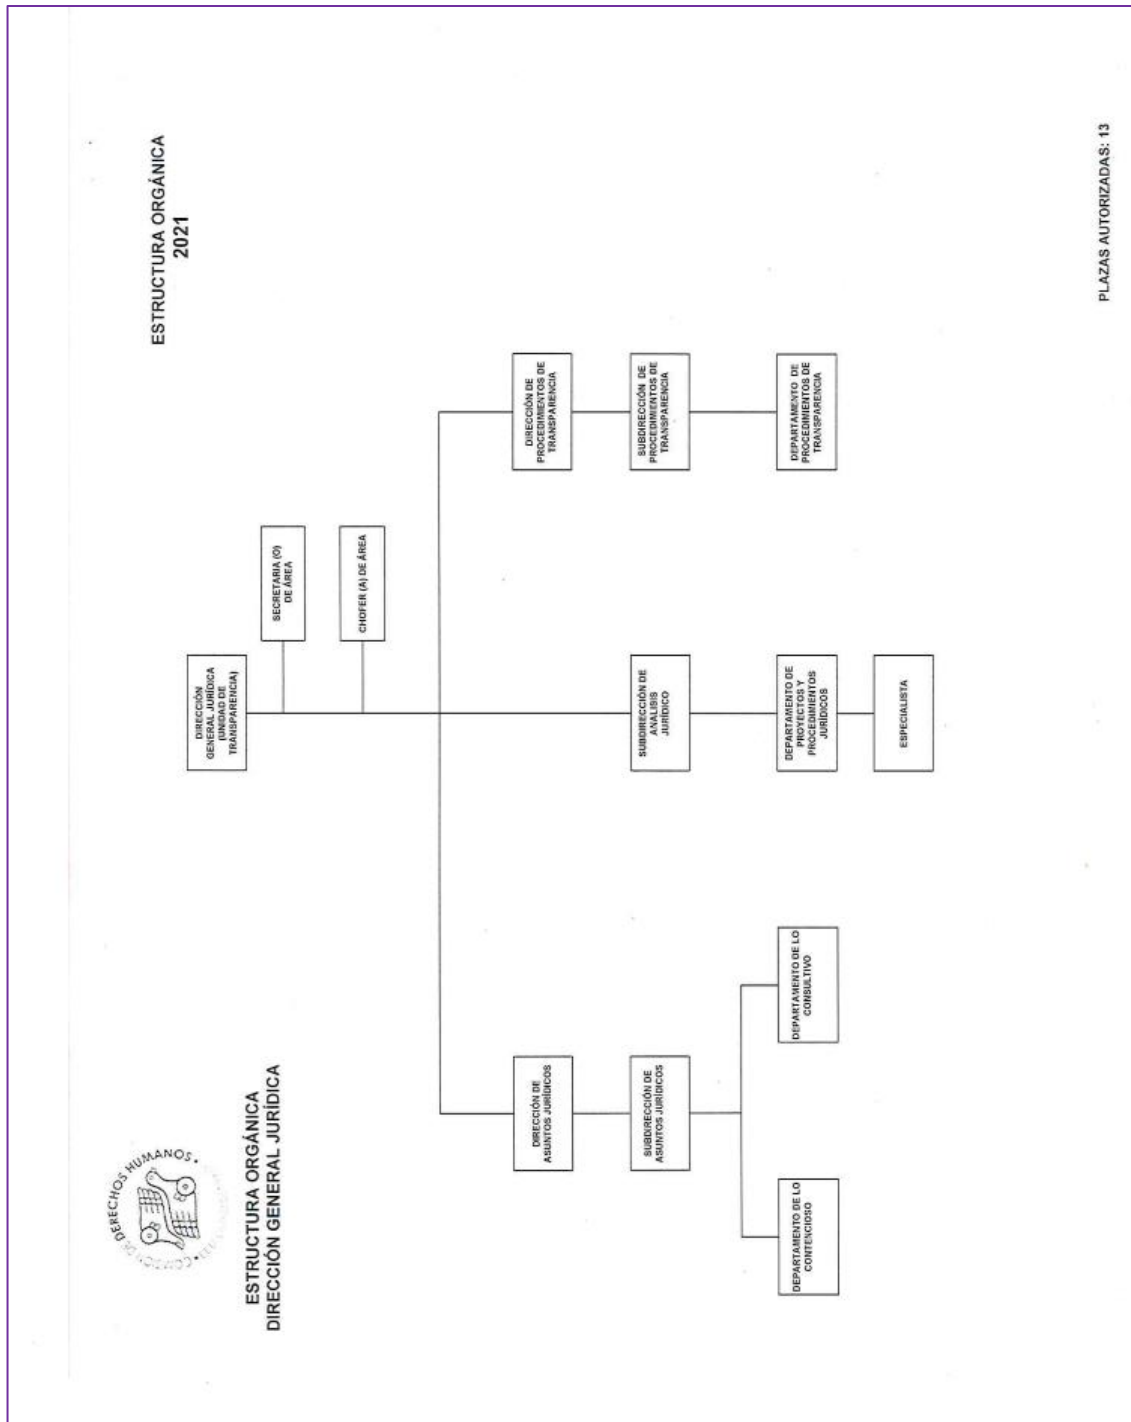 COMISIÓN DE DERECHOS HUMANOS
ESTRUCTURA ORGÁNICA
DIRECCIÓN GENERAL JURÍDICA
ESTRUCTURA ORGÁNICA
2021
DIRECCIÓN
GENERAL JURÍDICA
(UNIDAD DE
TRANSPARENCIA)
SECRETARIA (O)
DE ÁREA
CHOFER (A) DE ÁREA
DIRECCIÓN DE
ASUNTOS JURÍDICOS
DIRECCIÓN DE
PROCEDIMIENTOS DE
TRANSPARENCIA
SUBDIRECCIÓN DE
ASUNTOS JURÍDICOS
SUBDIRECCIÓN DE
ANÁLISIS
JURÍDICO
SUBDIRECCIÓN DE
PROCEDIMIENTOS DE
TRANSPARENCIA
DEPARTAMENTO DE LO
CONTENCIOSO
DEPARTAMENTO DE LO
CONSULTIVO
DEPARTAMENTO DE
PROYECTOS Y
PROCEDIMIENTOS
JURÍDICOS
DEPARTAMENTO DE
PROCEDIMIENTOS DE
TRANSPARENCIA
ESPECIALISTA
PLAZAS AUTORIZADAS: 13